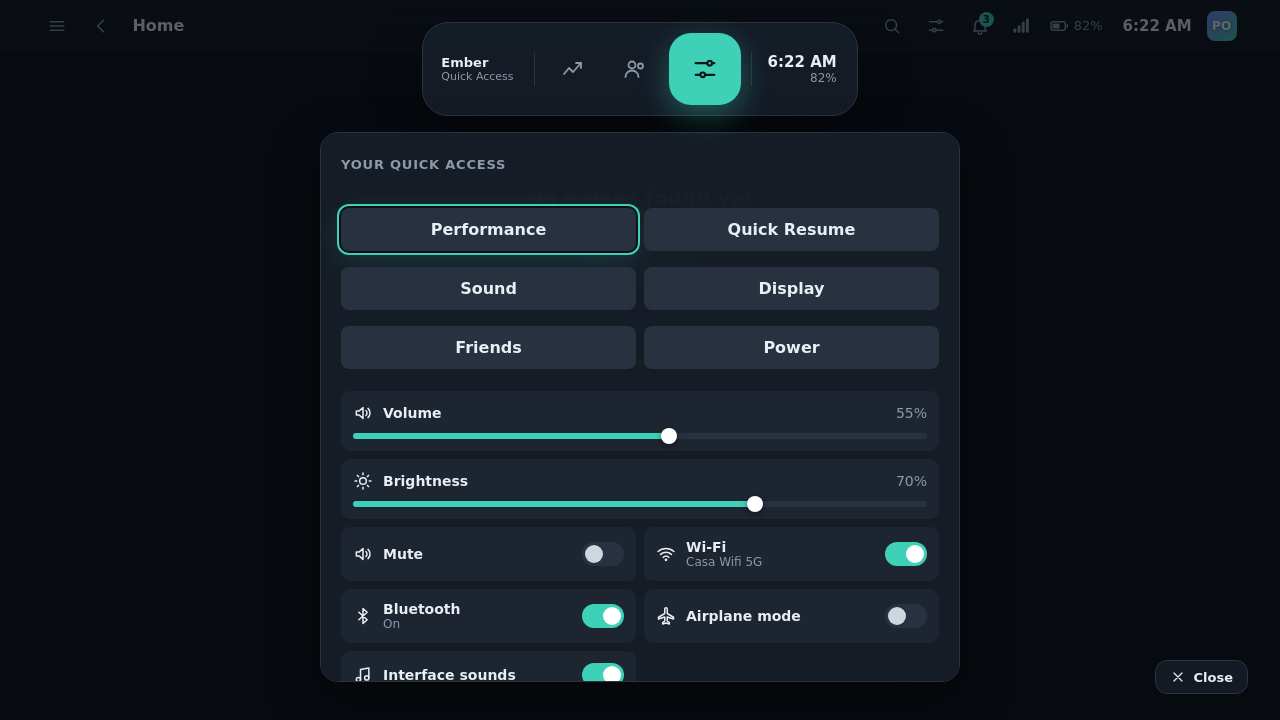 Home
3
82%
6:22 AM
PO
Ember
Quick Access
6:22 AM
82%
YOUR QUICK ACCESS
Performance
Quick Resume
Sound
Display
Friends
Power
Volume
55%
Brightness
70%
Mute
Wi-Fi
Casa Wifi 5G
Bluetooth
On
Airplane mode
Interface sounds
Close